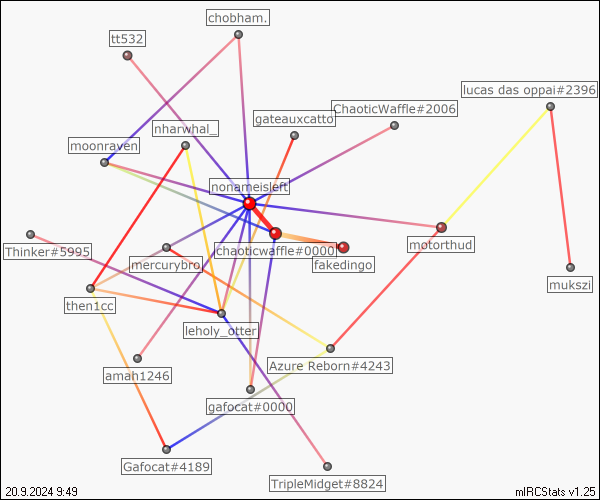 chobham.
tt532
lucas das oppai#2396
ChaoticWaffle#2006
gateauxcatto
nharwhal_
moonraven
nonameisleft
motorthud
Thinker#5995
Chaoticwaffle#0000
mercurybro
fakedingo
mukszi
then1cc
leholy_otter
Azure Reborn#4243
amah1246
gafocat#0000
Gafocat#4189
TripleMidget#8824
20.9.2024 9:49
mIRCStats v1.25